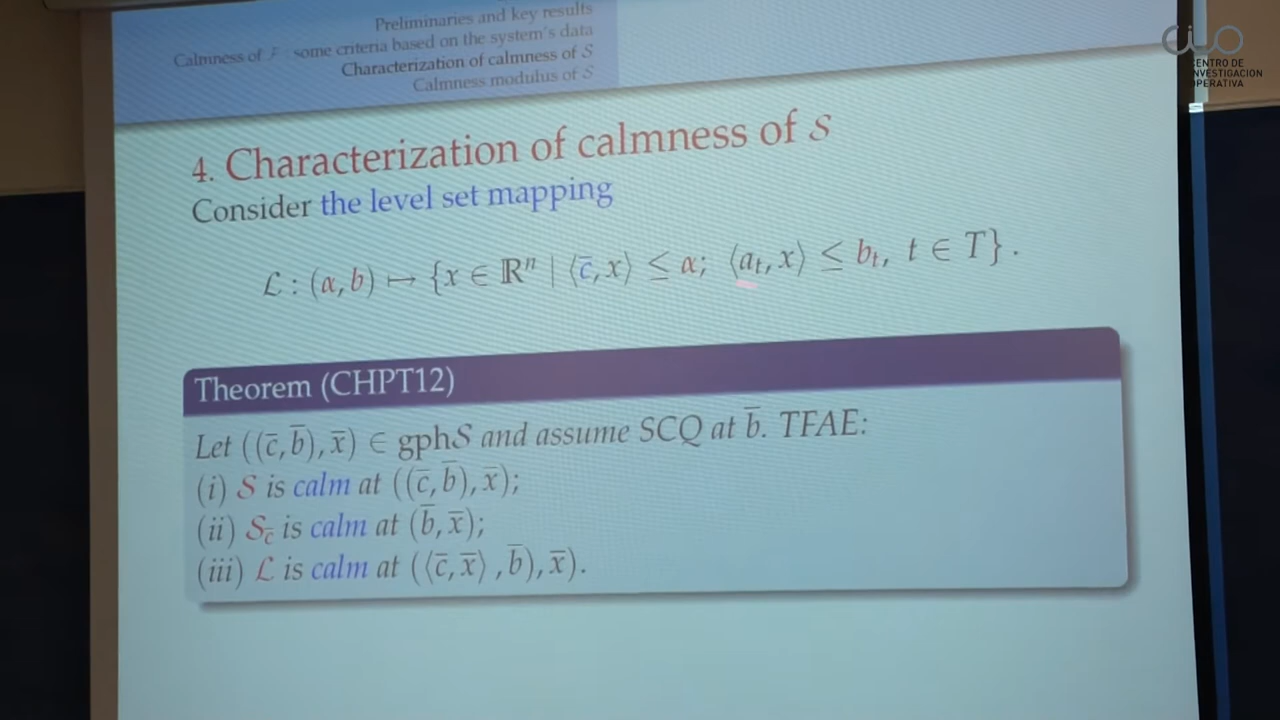 Preliminaries and key results
Calmness of F: some criteria based on the system's data
Characterization of calmness of S
Calmness modulus of S
CIO
CENTRO DE
INVESTIGACION
OPERATIVA
4. Characterization of calmness of S
Consider the level set mapping
ℒ : (α, b) ↦ {x ∈ ℝⁿ | ⟨c̅, x⟩ ≤ α; ⟨aₜ, x⟩ ≤ bₜ, t ∈ T} .
Theorem (CHPT12)
Let ((c̅, b̅), x̅) ∈ gphS and assume SCQ at b̅. TFAE:
(i) S is calm at ((c̅, b̅), x̅);
(ii) S_c̅ is calm at (b̅, x̅);
(iii) ℒ is calm at (⟨c̅, x̅⟩ , b̅), x̅).